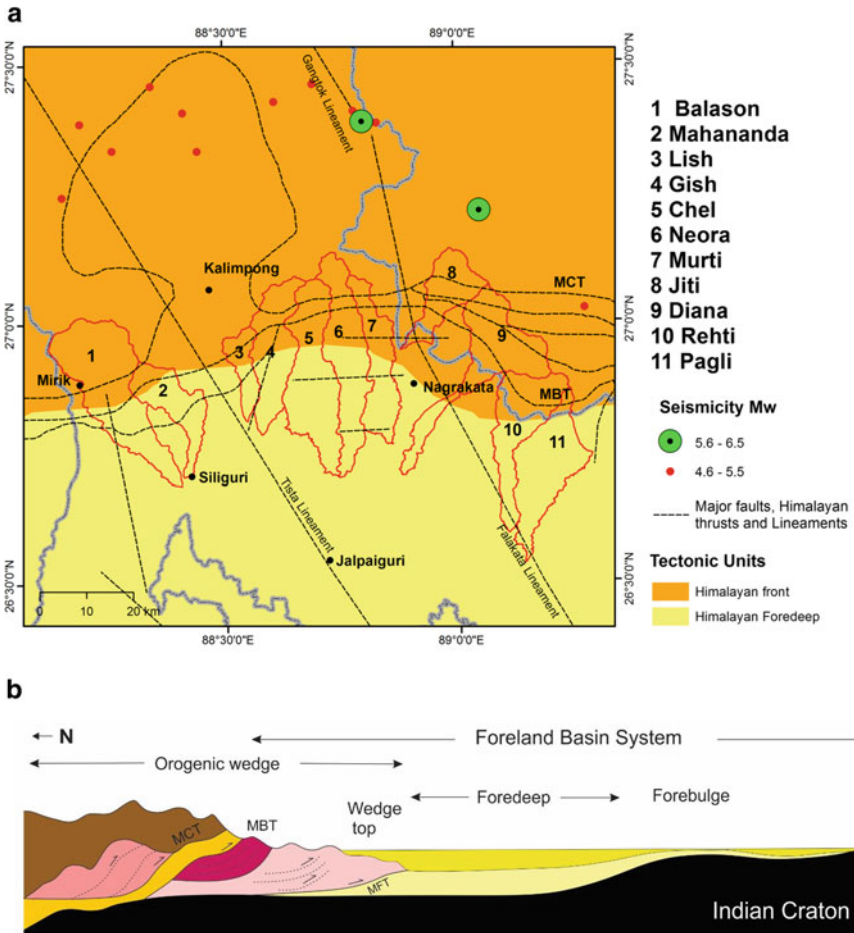 a
88°30'0"E
89°0'0"E
27°30'0"N
27°30'0"N
Gangtok Lineament
Kalimpong
MCT
27°0'0"N
27°0'0"N
1
2
3
4
5
6
7
8
9
10
11
Mirik
Nagrakata
MBT
Siliguri
Tista Lineament
Jalpaiguri
Falakata Lineament
26°30'0"N
26°30'0"N
0 10 20 km
88°30'0"E
89°0'0"E
1 Balason
2 Mahananda
3 Lish
4 Gish
5 Chel
6 Neora
7 Murti
8 Jiti
9 Diana
10 Rehti
11 Pagli
Seismicity Mw
5.6 - 6.5
4.6 - 5.5
Major faults, Himalayan
thrusts and Lineaments
Tectonic Units
Himalayan front
Himalayan Foredeep
b
N
Foreland Basin System
Orogenic wedge
Foredeep
Forebulge
Wedge
top
MCT
MBT
MFT
Indian Craton